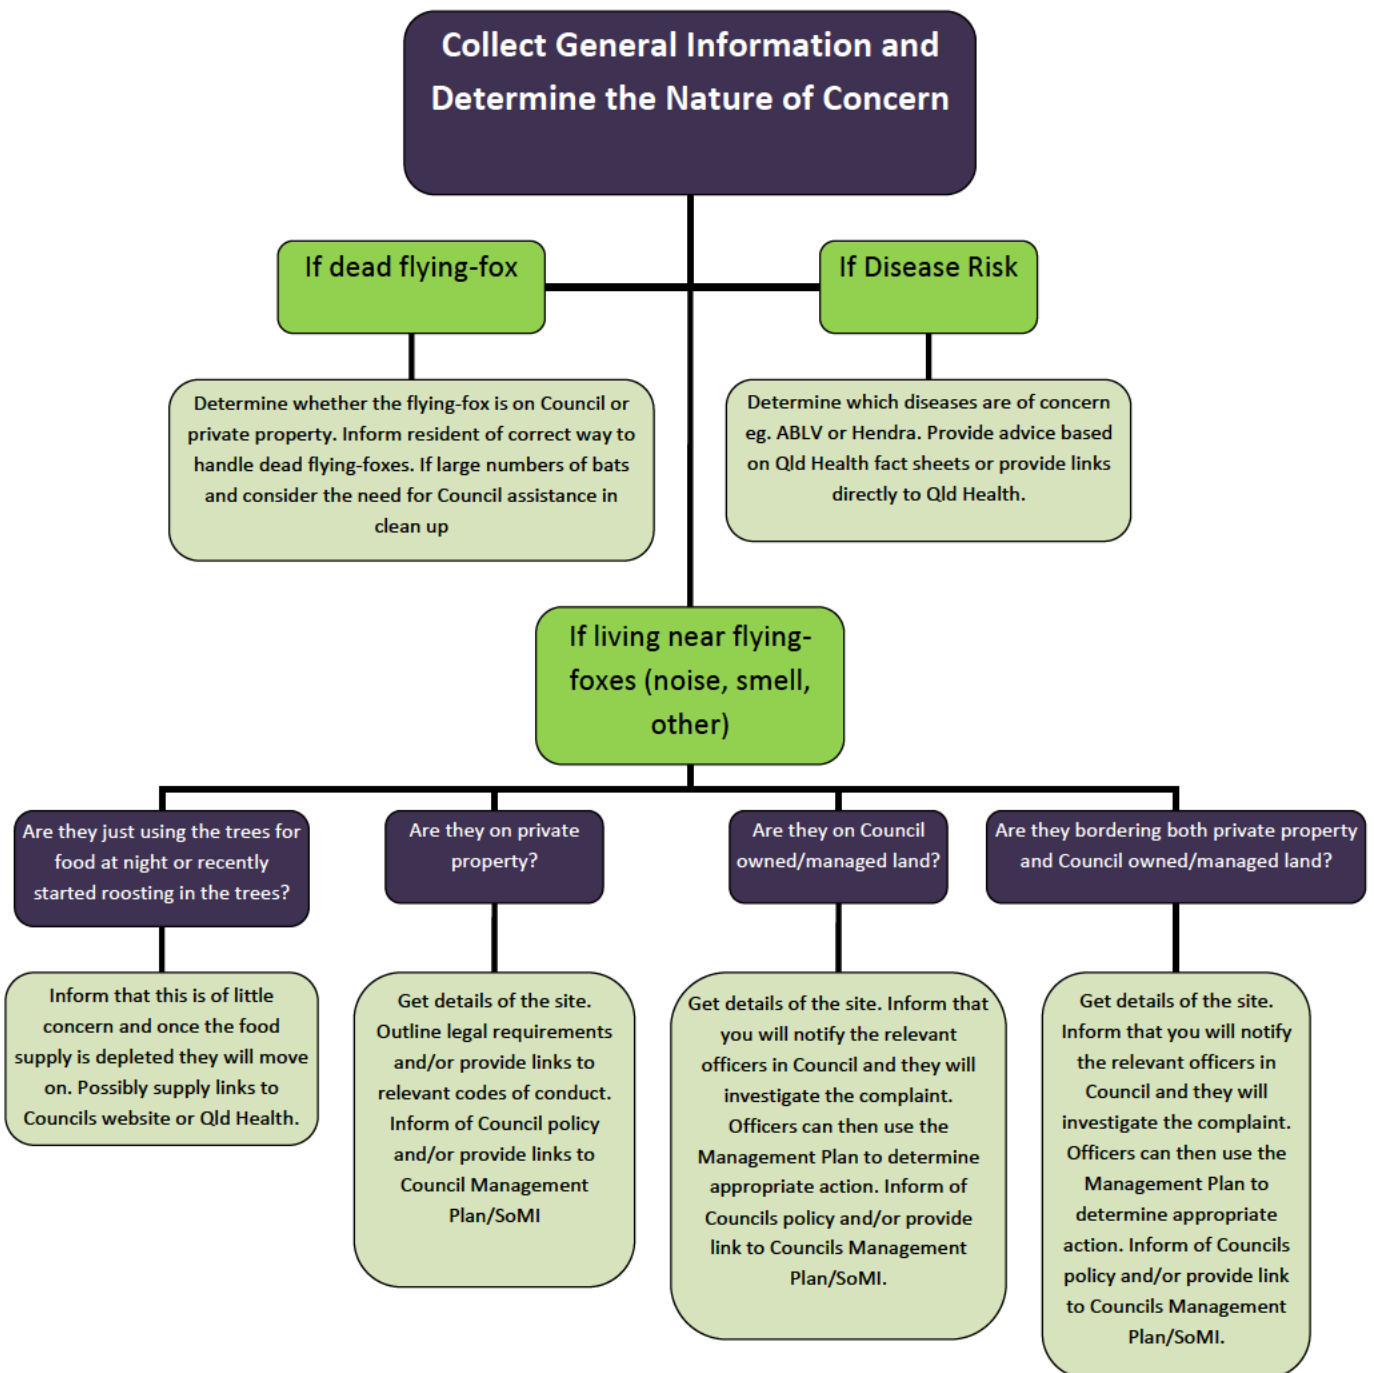 Collect General Information and
Determine the Nature of Concern
If dead flying-fox
If Disease Risk
Determine whether the flying-fox is on Council or
private property. Inform resident of correct way to
handle dead flying-foxes. If large numbers of bats
and consider the need for Council assistance in
clean up
Determine which diseases are of concern
eg. ABLV or Hendra. Provide advice based
on Qld Health fact sheets or provide links
directly to Qld Health.
If living near flying-
foxes (noise, smell,
other)
Are they just using the trees for
food at night or recently
started roosting in the trees?
Are they on private
property?
Are they on Council
owned/managed land?
Are they bordering both private property
and Council owned/managed land?
Inform that this is of little
concern and once the food
supply is depleted they will move
on. Possibly supply links to
Councils website or Qld Health.
Get details of the site.
Outline legal requirements
and/or provide links to
relevant codes of conduct.
Inform of Council policy
and/or provide links to
Council Management
Plan/SoMI
Get details of the site. Inform that
you will notify the relevant
officers in Council and they will
investigate the complaint.
Officers can then use the
Management Plan to determine
appropriate action. Inform of
Councils policy and/or provide
link to Councils Management
Plan/SoMI.
Get details of the site.
Inform that you will notify
the relevant officers in
Council and they will
investigate the complaint.
Officers can then use the
Management Plan to
determine appropriate
action. Inform of Councils
policy and/or provide link
to Councils Management
Plan/SoMI.